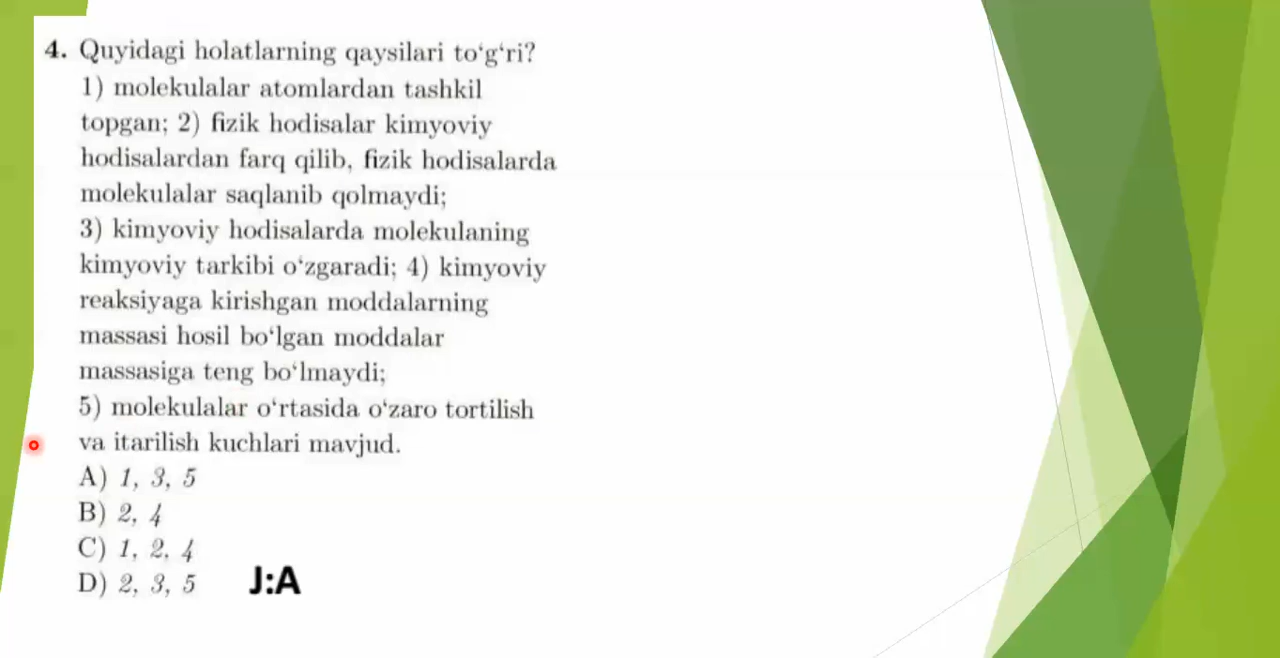 4. Quyidagi holatlarning qaysilari to‘g‘ri?
1) molekulalar atomlardan tashkil
topgan; 2) fizik hodisalar kimyoviy
hodisalardan farq qilib, fizik hodisalarda
molekulalar saqlanib qolmaydi;
3) kimyoviy hodisalarda molekulaning
kimyoviy tarkibi o‘zgaradi; 4) kimyoviy
reaksiyaga kirishgan moddalarning
massasi hosil bo‘lgan moddalar
massasiga teng bo‘lmaydi;
5) molekulalar o‘rtasida o‘zaro tortilish
va itarilish kuchlari mavjud.
A) 1, 3, 5
B) 2, 4
C) 1, 2, 4
D) 2, 3, 5 J:A